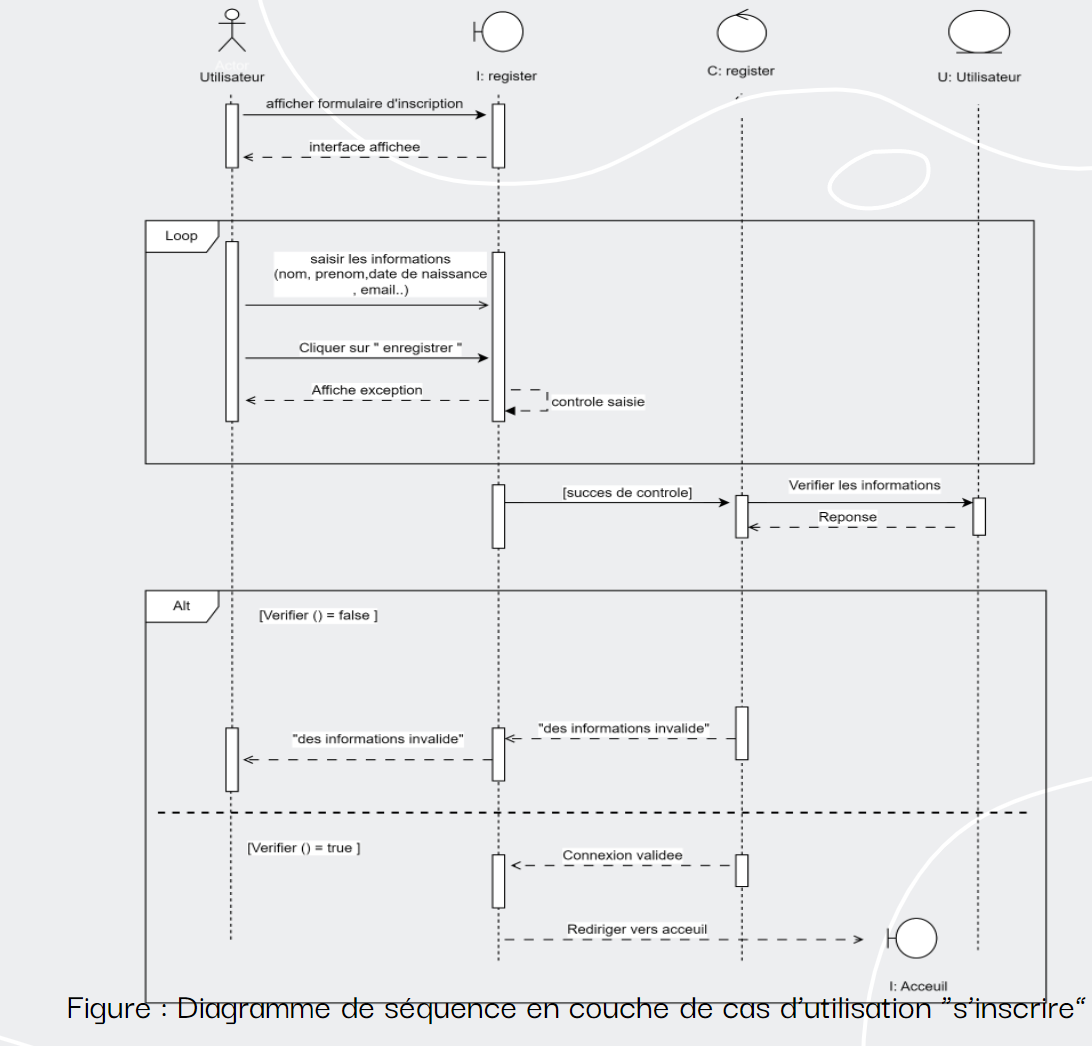 Actor
Utilisateur
I: register
C: register
U: Utilisateur
afficher formulaire d'inscription
interface affichee
Loop
saisir les informations
(nom, prenom,date de naissance
, email..)
Cliquer sur " enregistrer "
Affiche exception
controle saisie
[succes de controle]
Verifier les informations
Reponse
Alt
[Verifier () = false ]
"des informations invalide"
"des informations invalide"
[Verifier () = true ]
Connexion validee
Rediriger vers acceuil
I: Acceuil
Figure : Diagramme de séquence en couche de cas d'utilisation ”s'inscrire“